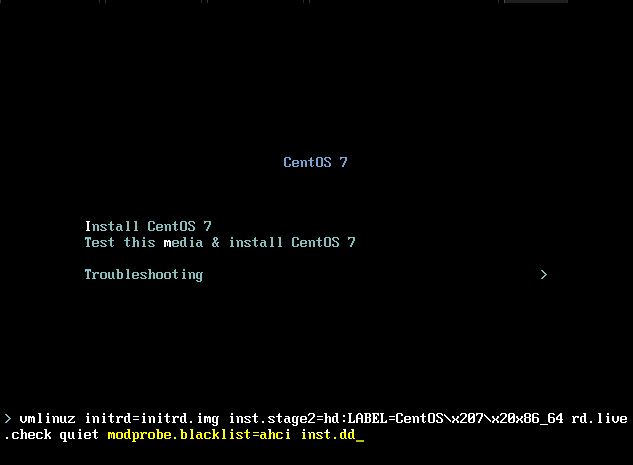 CentOS 7
Install CentOS 7
Test this media & install CentOS 7
Troubleshooting >
> vmlinuz initrd=initrd.img inst.stage2=hd:LABEL=CentOS\x207\x20x86_64 rd.live
.check quiet modprobe.blacklist=ahci inst.dd_